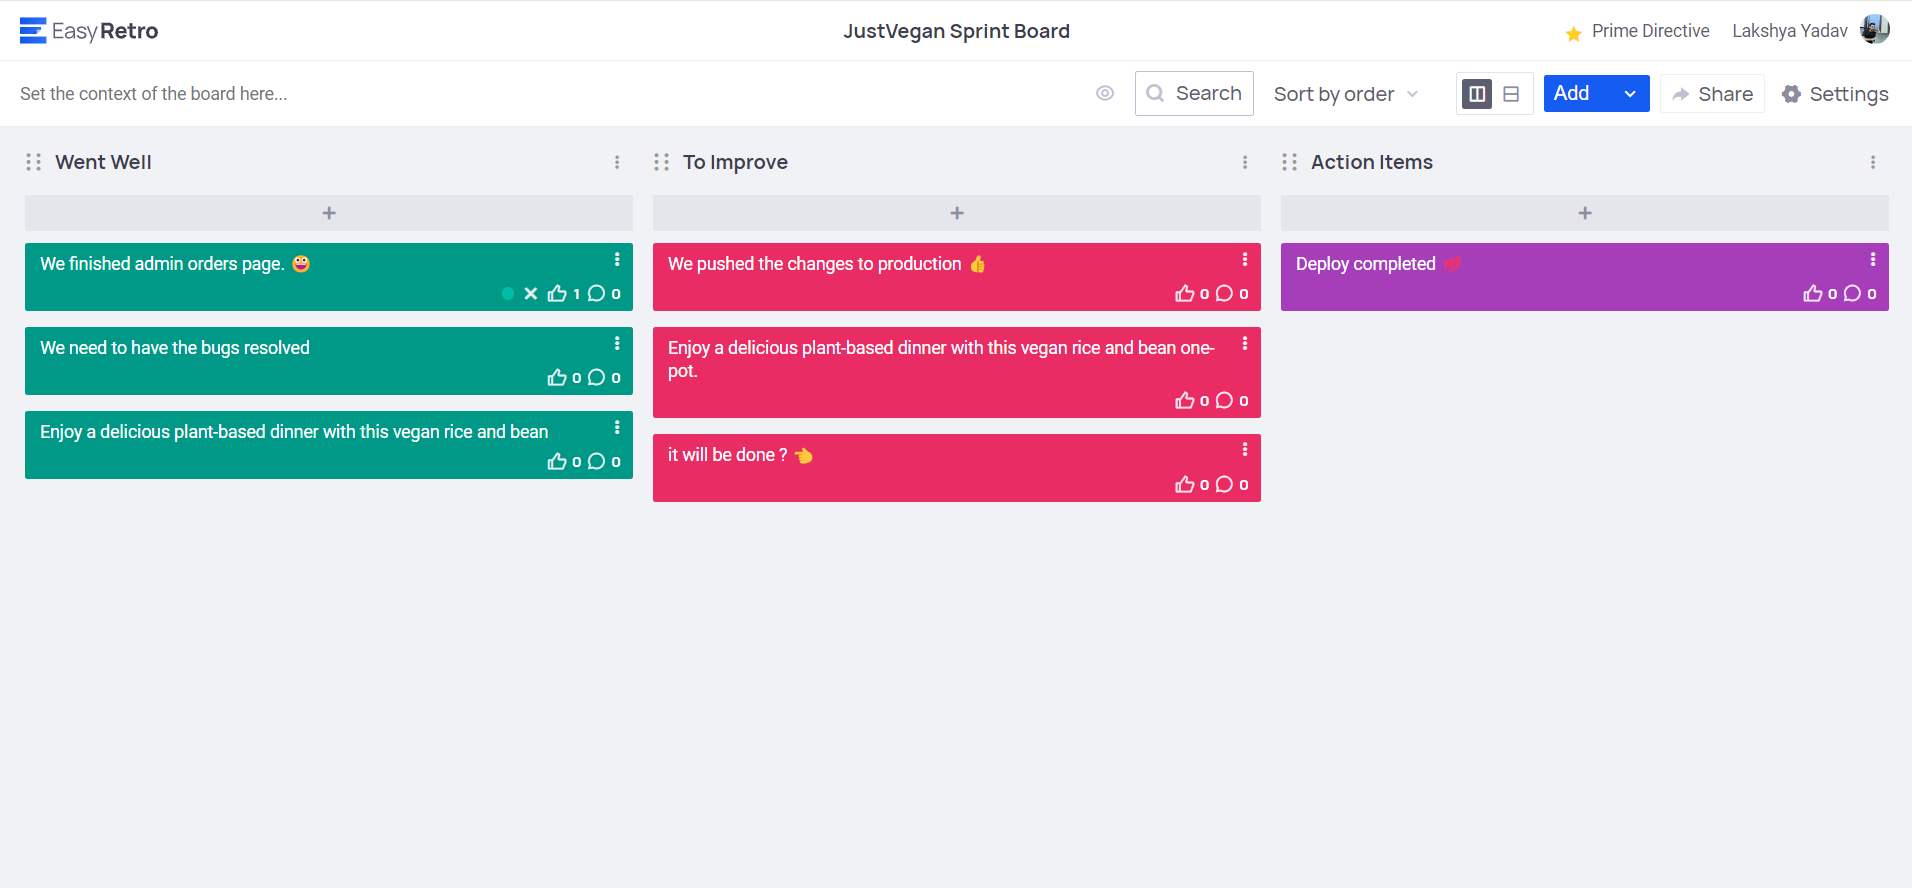 EasyRetro
JustVegan Sprint Board
Prime Directive
Lakshya Yadav
Set the context of the board here...
Search
Sort by order
Add
Share
Settings
Went Well
+
We finished admin orders page. 😀
1 0
We need to have the bugs resolved
0 0
Enjoy a delicious plant-based dinner with this vegan rice and bean
0 0
To Improve
+
We pushed the changes to production 👍
0 0
Enjoy a delicious plant-based dinner with this vegan rice and bean one-
pot.
0 0
it will be done ? 👈
0 0
Action Items
+
Deploy completed 💯
0 0